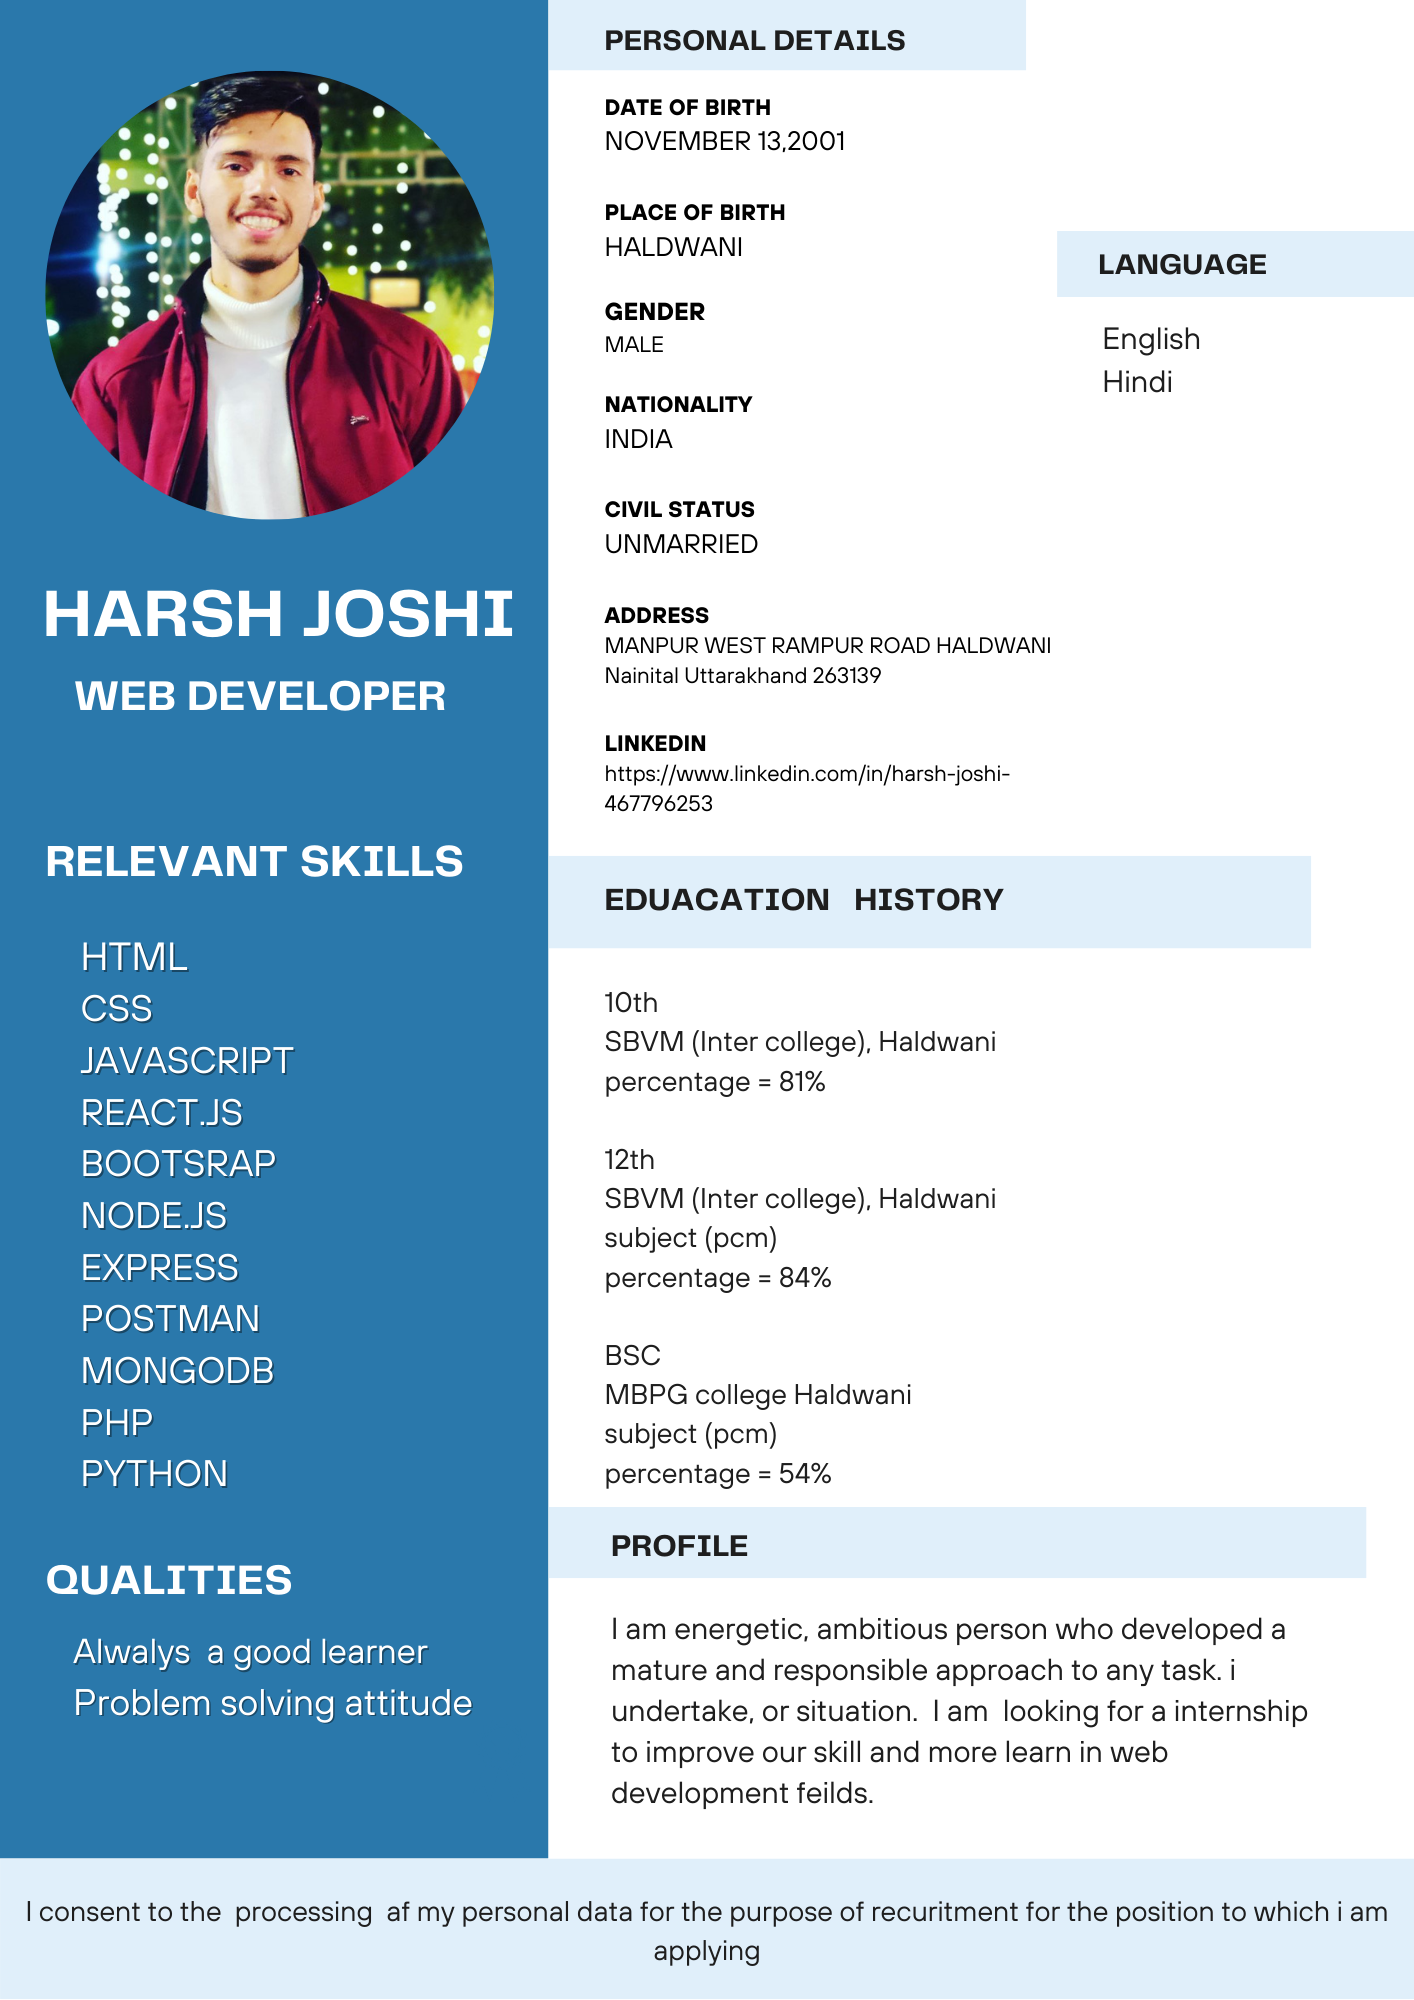 HARSH JOSHI
WEB DEVELOPER
RELEVANT SKILLS
HTML
CSS
JAVASCRIPT
REACT.JS
BOOTSRAP
NODE.JS
EXPRESS
POSTMAN
MONGODB
PHP
PYTHON
QUALITIES
Alwalys a good learner
Problem solving attitude
PERSONAL DETAILS
DATE OF BIRTH
NOVEMBER 13,2001
PLACE OF BIRTH
HALDWANI
GENDER
MALE
NATIONALITY
INDIA
CIVIL STATUS
UNMARRIED
ADDRESS
MANPUR WEST RAMPUR ROAD HALDWANI
Nainital Uttarakhand 263139
LINKEDIN
https://www.linkedin.com/in/harsh-joshi-
467796253
LANGUAGE
English
Hindi
EDUACATION HISTORY
10th
SBVM (Inter college), Haldwani
percentage = 81%
12th
SBVM (Inter college), Haldwani
subject (pcm)
percentage = 84%
BSC
MBPG college Haldwani
subject (pcm)
percentage = 54%
PROFILE
I am energetic, ambitious person who developed a
mature and responsible approach to any task. i
undertake, or situation. I am looking for a internship
to improve our skill and more learn in web
development feilds.
I consent to the processing af my personal data for the purpose of recuritment for the position to which i am
applying